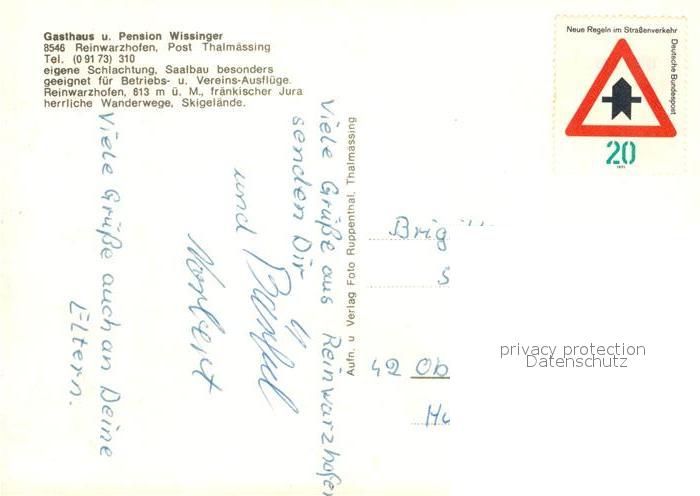 Gasthaus u. Pension Wissinger
8546 Reinwarzhofen, Post Thalmässing
Tel. (0 91 73) 310
eigene Schlachtung, Saalbau besonders
geeignet für Betriebs- u. Vereins-Ausflüge.
Reinwarzhofen, 613 m ü. M., fränkischer Jura
herrliche Wanderwege, Skigelände.
Neue Regeln im Straßenverkehr
Deutsche Bundespost
20
1971
Aufn. u Verlag Foto Ruppenthal, Thalmässing
Viele Grüße aus Reinwarzhofen
senden Dir
und
Norbert
Viele Grüße auch an Deine
Eltern.
Brig
S
42 Ob
Hu
privacy protection
Datenschutz